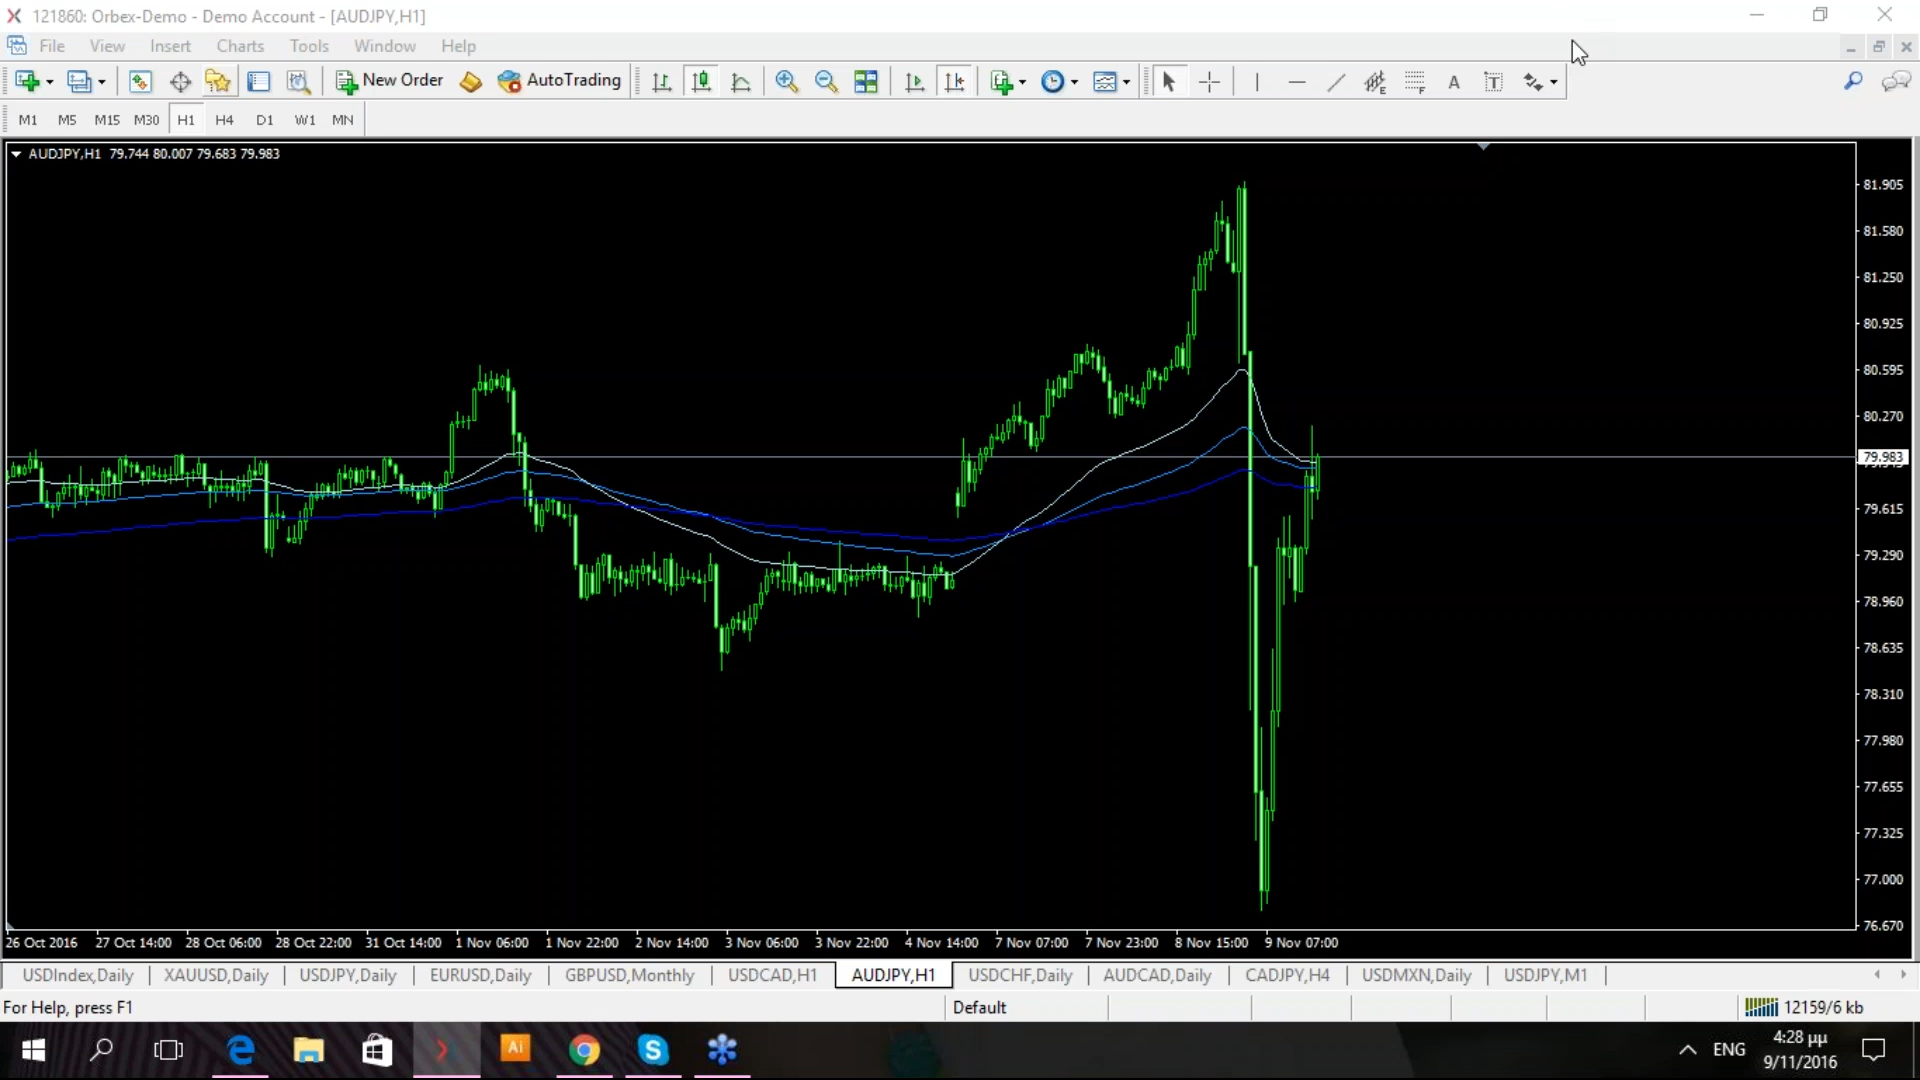 121860: Orbex-Demo - Demo Account - [AUDJPY,H1]
File View Insert Charts Tools Window Help
New Order AutoTrading
M1 M5 M15 M30 H1 H4 D1 W1 MN
AUDJPY,H1 79.744 80.007 79.683 79.983
81.905
81.580
81.250
80.925
80.595
80.270
79.983
79.615
79.290
78.960
78.635
78.310
77.980
77.655
77.325
77.000
76.670
26 Oct 2016 27 Oct 14:00 28 Oct 06:00 28 Oct 22:00 31 Oct 14:00 1 Nov 06:00 1 Nov 22:00 2 Nov 14:00 3 Nov 06:00 3 Nov 22:00 4 Nov 14:00 7 Nov 07:00 7 Nov 23:00 8 Nov 15:00 9 Nov 07:00
USDIndex,Daily XAUUSD,Daily USDJPY,Daily EURUSD,Daily GBPUSD,Monthly USDCAD,H1 AUDJPY,H1 USDCHF,Daily AUDCAD,Daily CADJPY,H4 USDMXN,Daily USDJPY,M1
For Help, press F1 Default 12159/6 kb
Ai ENG 4:28 μμ
9/11/2016